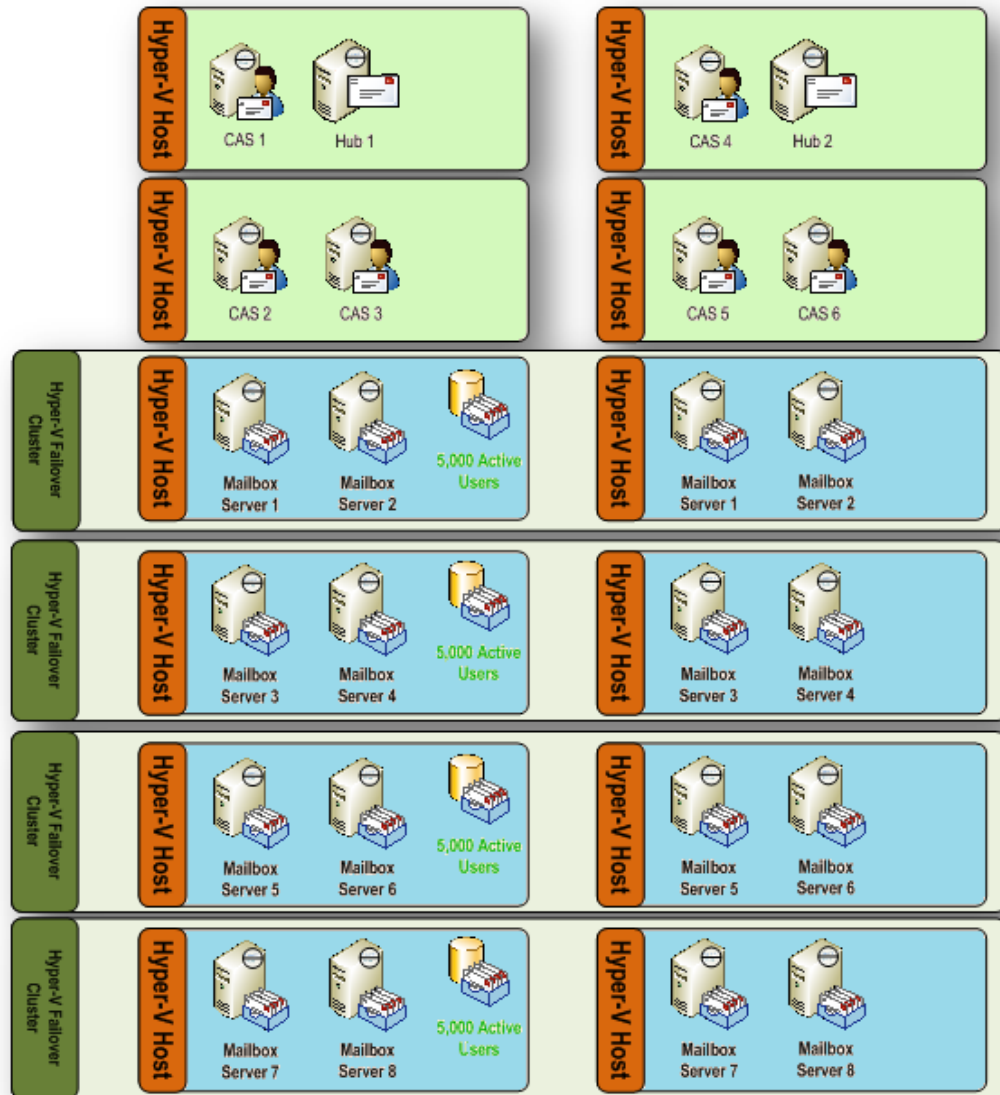 Hyper-V Host
CAS 1
Hub 1
Hyper-V Host
CAS 4
Hub 2
Hyper-V Host
CAS 2
CAS 3
Hyper-V Host
CAS 5
CAS 6
Hyper-V Failover
Cluster
Hyper-V Host
Mailbox
Server 1
Mailbox
Server 2
5,000 Active
Users
Hyper-V Host
Mailbox
Server 1
Mailbox
Server 2
Hyper-V Failover
Cluster
Hyper-V Host
Mailbox
Server 3
Mailbox
Server 4
5,000 Active
Users
Hyper-V Host
Mailbox
Server 3
Mailbox
Server 4
Hyper-V Failover
Cluster
Hyper-V Host
Mailbox
Server 5
Mailbox
Server 6
5,000 Active
Users
Hyper-V Host
Mailbox
Server 5
Mailbox
Server 6
Hyper-V Failover
Cluster
Hyper-V Host
Mailbox
Server 7
Mailbox
Server 8
5,000 Active
Users
Hyper-V Host
Mailbox
Server 7
Mailbox
Server 8